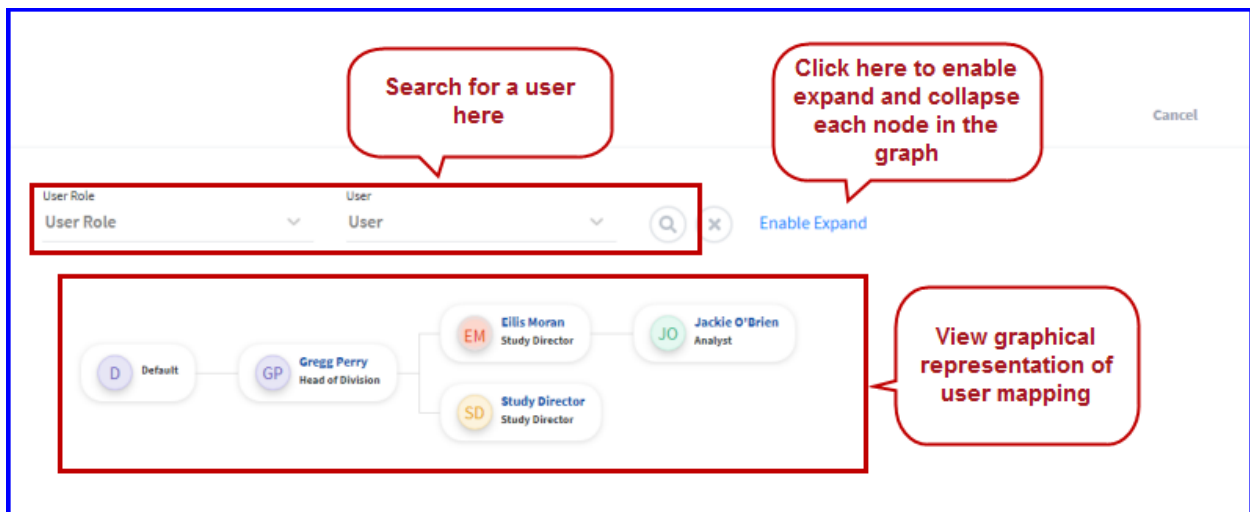 Search for a user
here
Click here to enable
expand and collapse
each node in the
graph
Cancel
User Role
User Role
User
User
Enable Expand
D
Default
GP
Gregg Perry
Head of Division
EM
Eilis Moran
Study Director
JO
Jackie O'Brien
Analyst
SD
Study Director
Study Director
View graphical
representation of
user mapping